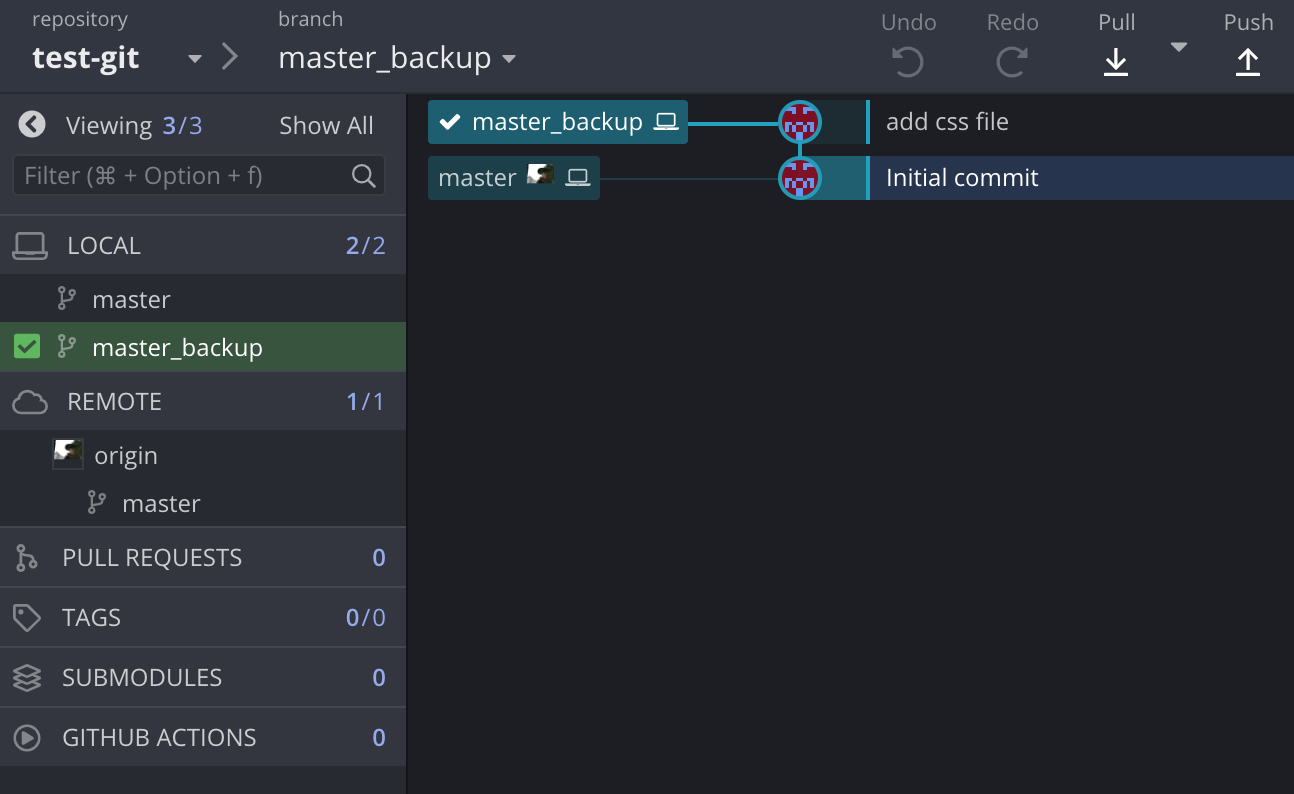 repository
branch
Undo
Redo
Pull
Push
test-git
master_backup
Viewing 3/3
Show All
Filter (⌘ + Option + f)
LOCAL 2/2
master
master_backup
REMOTE 1/1
origin
master
PULL REQUESTS 0
TAGS 0/0
SUBMODULES 0
GITHUB ACTIONS 0
master_backup
add css file
master
Initial commit